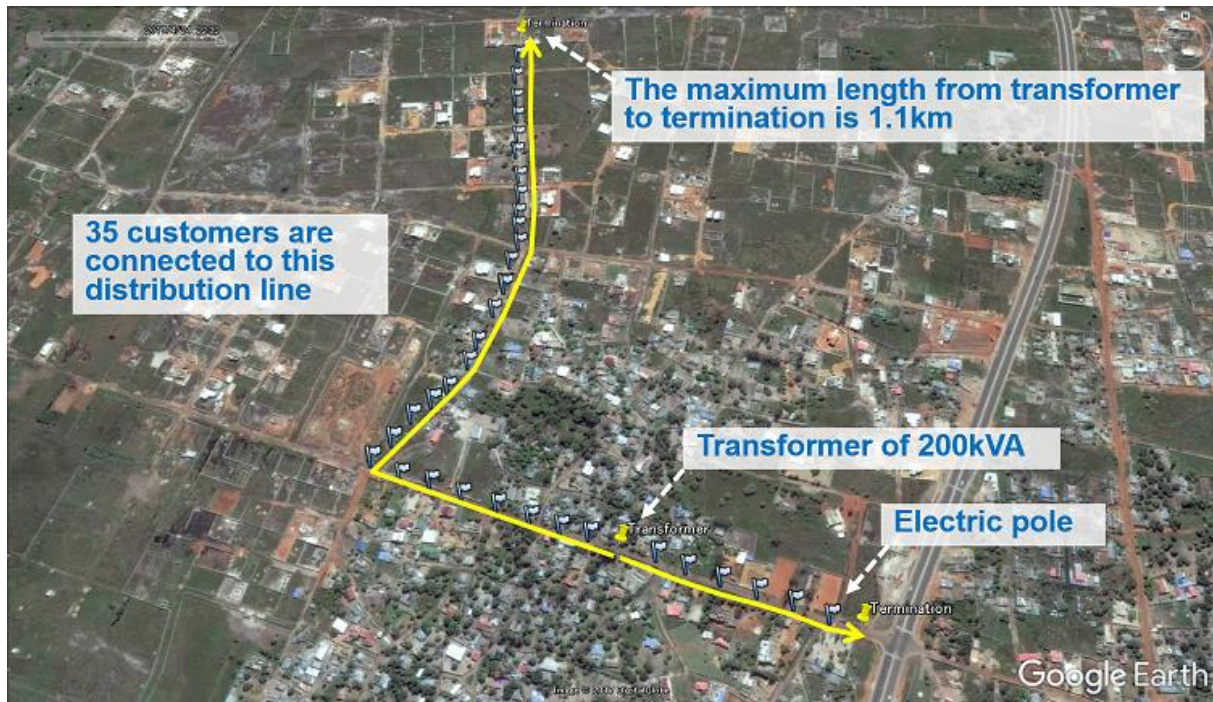 Termination
The maximum length from transformer
to termination is 1.1km
35 customers are
connected to this
distribution line
Transformer of 200kVA
Transformer
Electric pole
Termination
Google Earth